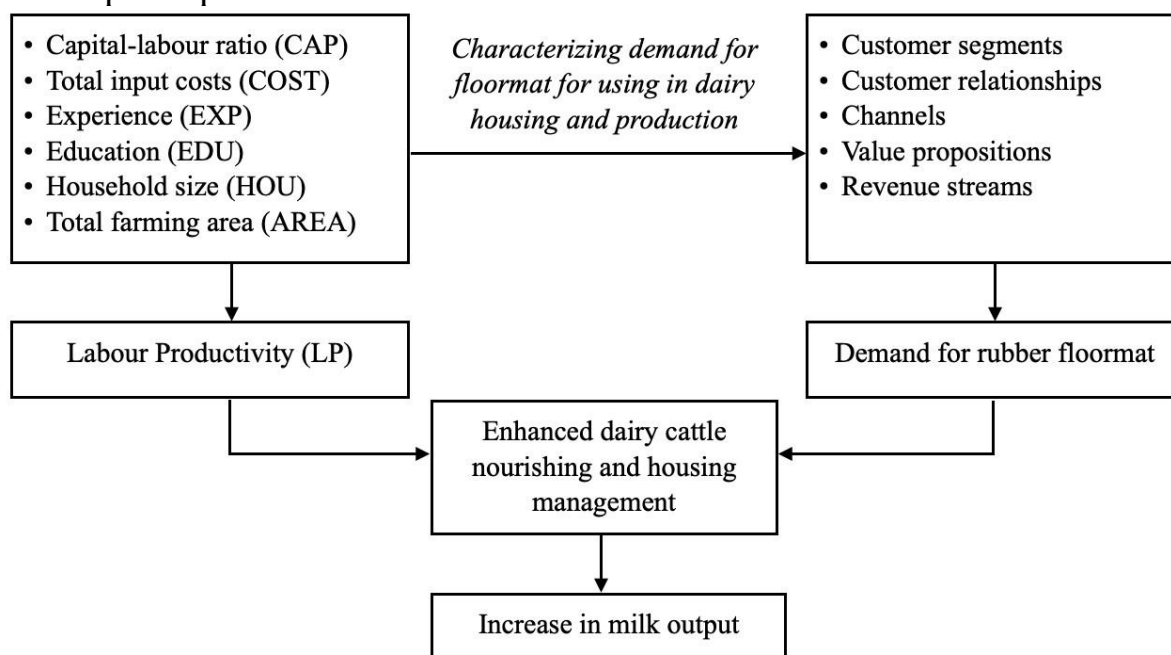 • Capital-labour ratio (CAP)
• Total input costs (COST)
• Experience (EXP)
• Education (EDU)
• Household size (HOU)
• Total farming area (AREA)
Characterizing demand for
floormat for using in dairy
housing and production
• Customer segments
• Customer relationships
• Channels
• Value propositions
• Revenue streams
Labour Productivity (LP)
Demand for rubber floormat
Enhanced dairy cattle
nourishing and housing
management
Increase in milk output